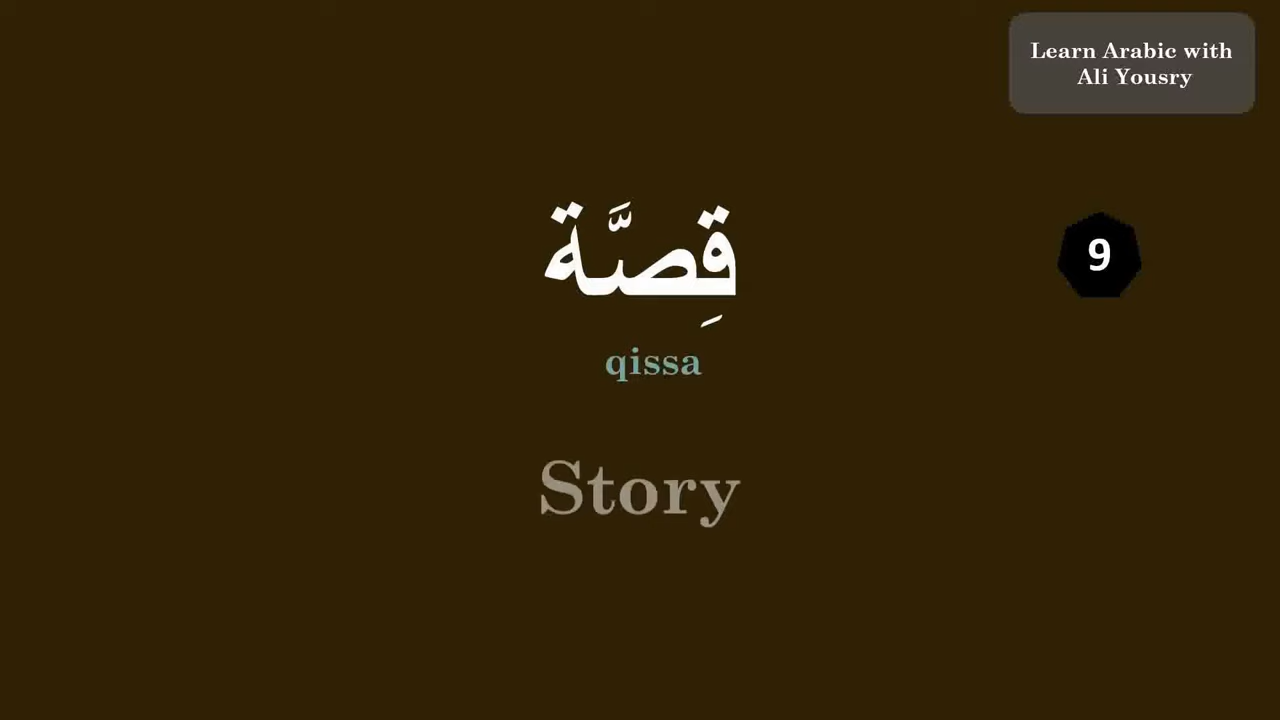 Learn Arabic with
Ali Yousry
قِصَّة
9
qissa
Story